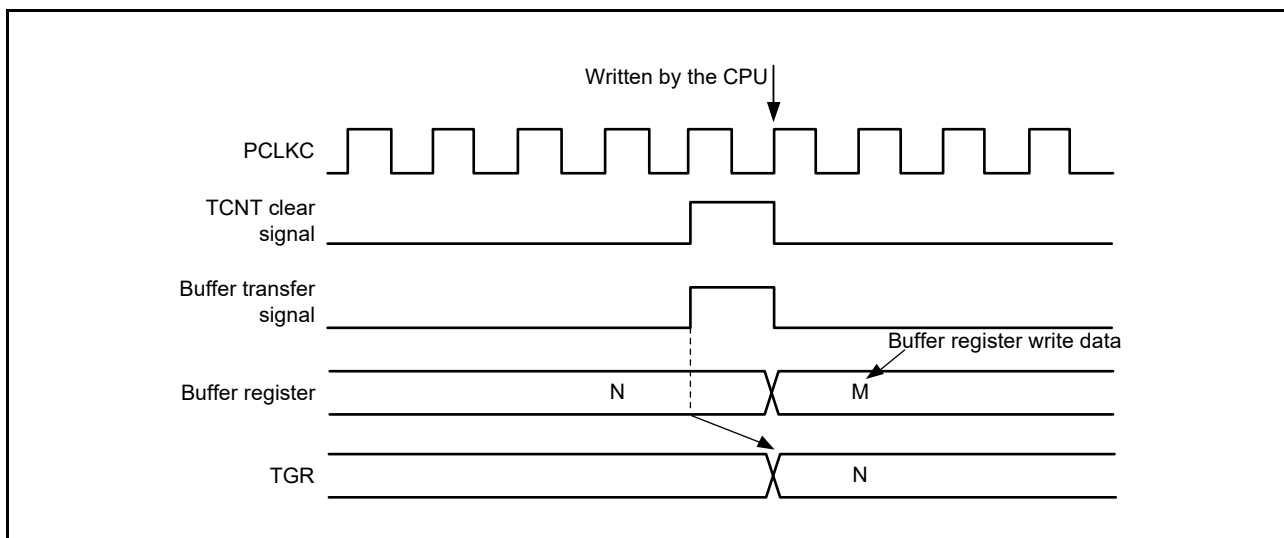 Written by the CPU
PCLKC
TCNT clear
signal
Buffer transfer
signal
Buffer register write data
Buffer register
N
M
TGR
N